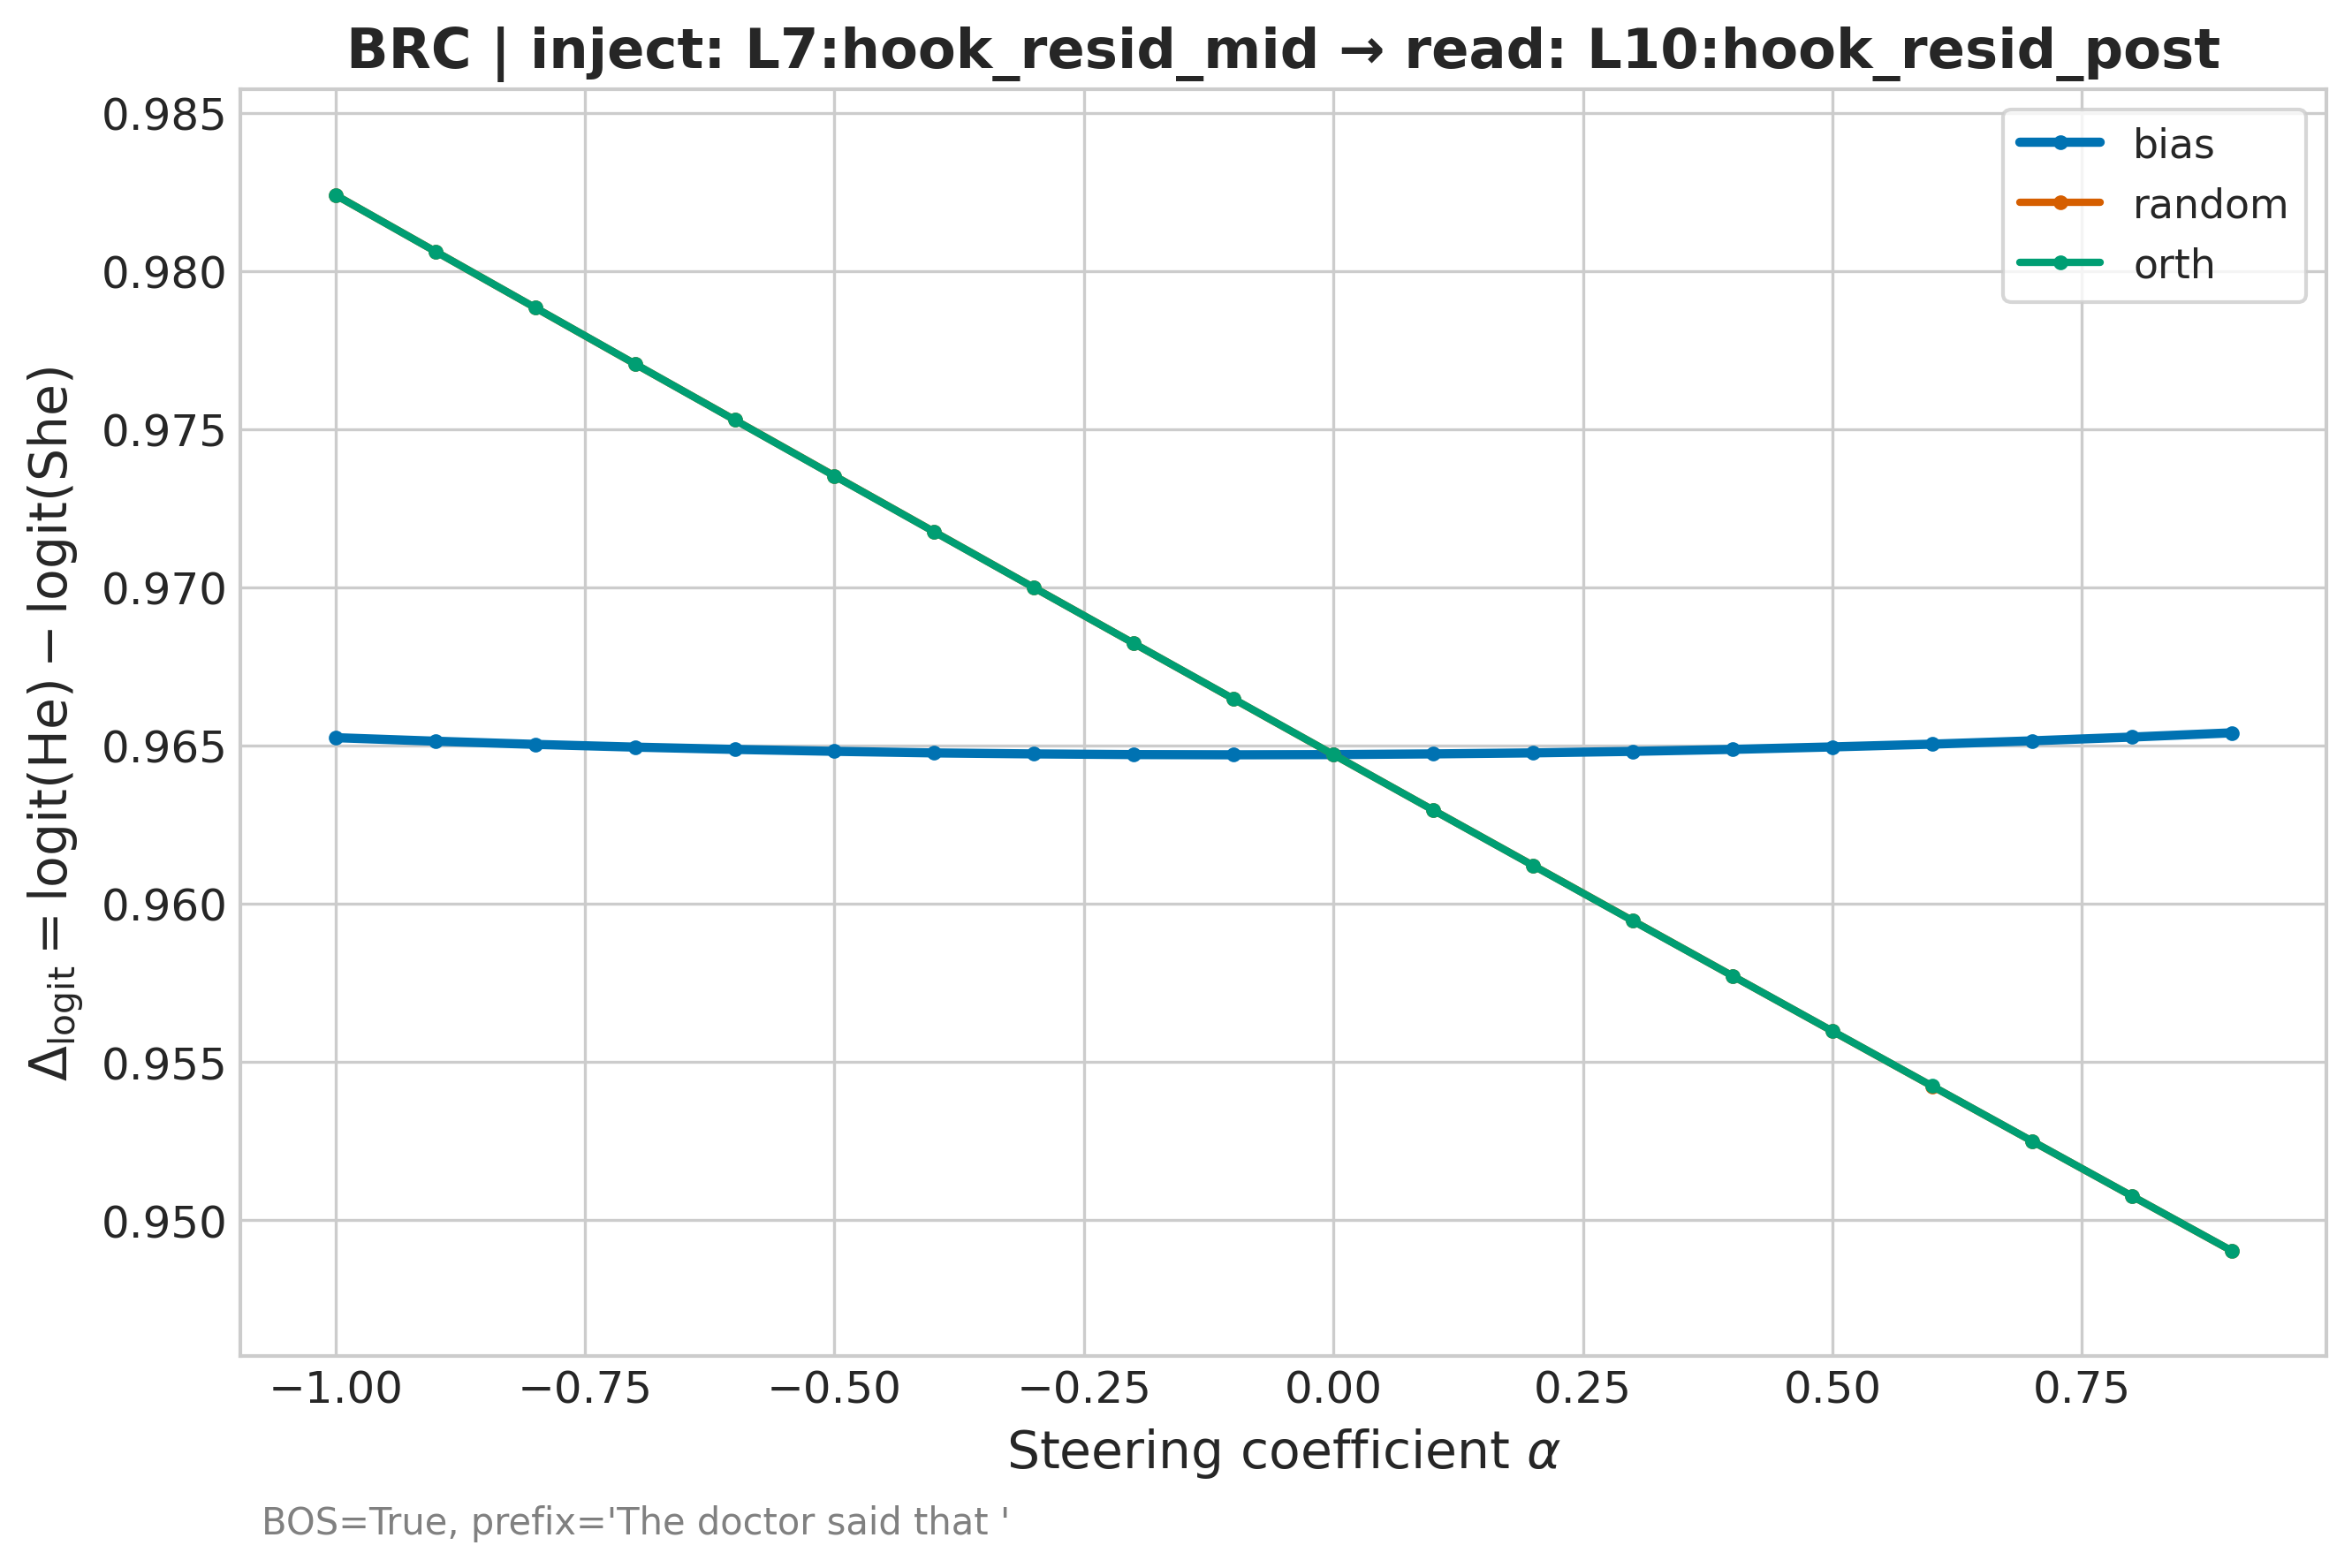 BRC | inject: L7:hook_resid_mid → read: L10:hook_resid_post
0.985
0.980
0.975
0.970
0.965
0.960
0.955
0.950
Δlogit = logit(He) − logit(She)
bias
random
orth
−1.00
−0.75
−0.50
−0.25
0.00
0.25
0.50
0.75
Steering coefficient α
BOS=True, prefix='The doctor said that '